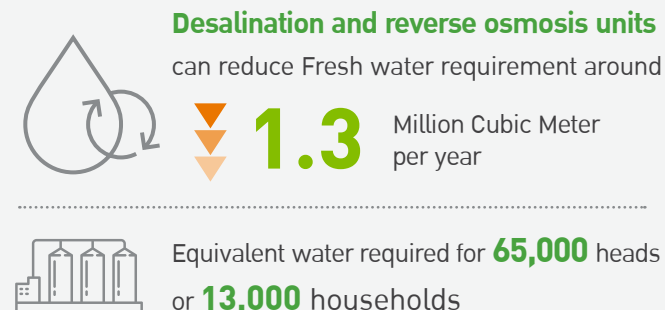 Desalination and reverse osmosis units
can reduce Fresh water requirement around
1.3 Million Cubic Meter
per year
Equivalent water required for 65,000 heads
or 13,000 households